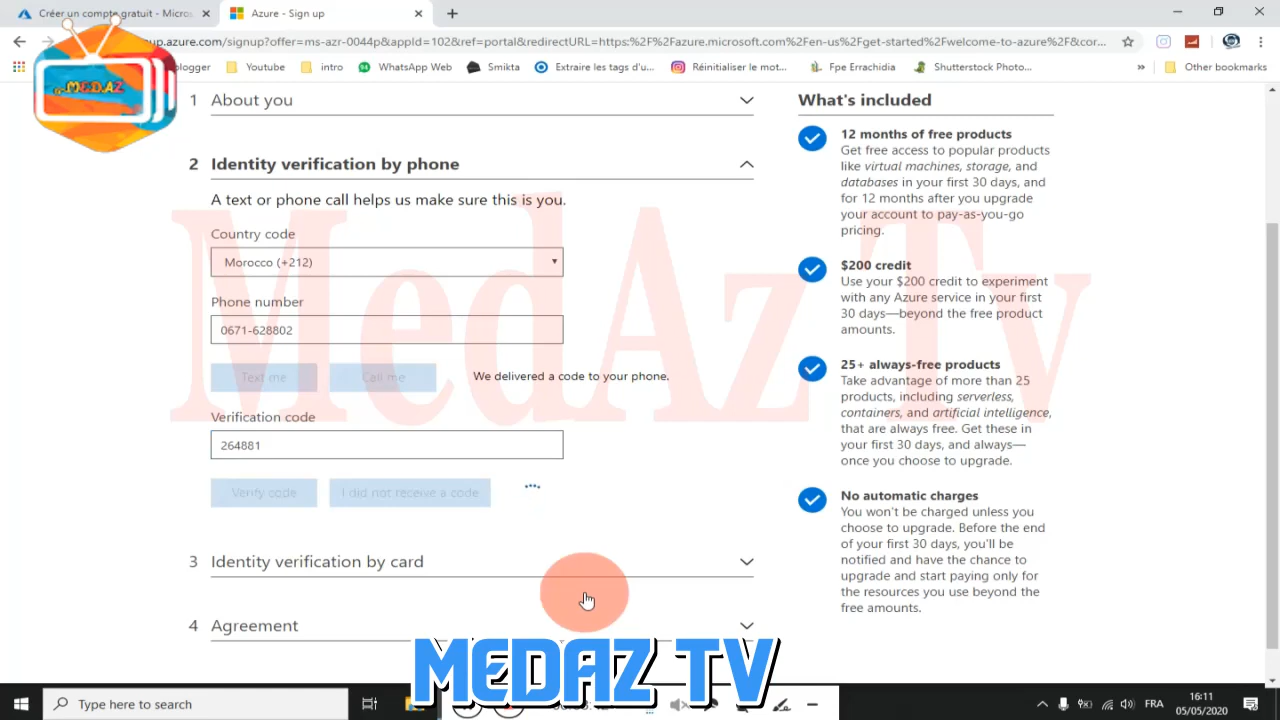 Créer un compte gratuit - Micros
Azure - Sign up
up.azure.com/signup?offer=ms-azr-0044p&appId=102&ref=portal&redirectURL=https:%2F%2Fazure.microsoft.com%2Fen-us%2Fget-started%2Fwelcome-to-azure%2F&cor...
logger
Youtube
intro
WhatsApp Web
Smikta
Extraire les tags d'u...
Réinitialiser le mot...
Fpe Errachidia
Shutterstock Photo...
»
Other bookmarks
MED.AZ
1 About you
2 Identity verification by phone
A text or phone call helps us make sure this is you.
Country code
Morocco (+212)
Phone number
0671-628802
Text me
Call me
We delivered a code to your phone.
Verification code
264881
Verify code
I did not receive a code
3 Identity verification by card
4 Agreement
What's included
12 months of free products
Get free access to popular products
like virtual machines, storage, and
databases in your first 30 days, and
for 12 months after you upgrade
your account to pay-as-you-go
pricing.
$200 credit
Use your $200 credit to experiment
with any Azure service in your first
30 days—beyond the free product
amounts.
25+ always-free products
Take advantage of more than 25
products, including serverless,
containers, and artificial intelligence,
that are always free. Get these in
your first 30 days, and always—
once you choose to upgrade.
No automatic charges
You won't be charged unless you
choose to upgrade. Before the end
of your first 30 days, you'll be
notified and have the chance to
upgrade and start paying only for
the resources you use beyond the
free amounts.
MedAz Tv
MEDAZ TV
Type here to search
FRA
16:11
05/05/2020